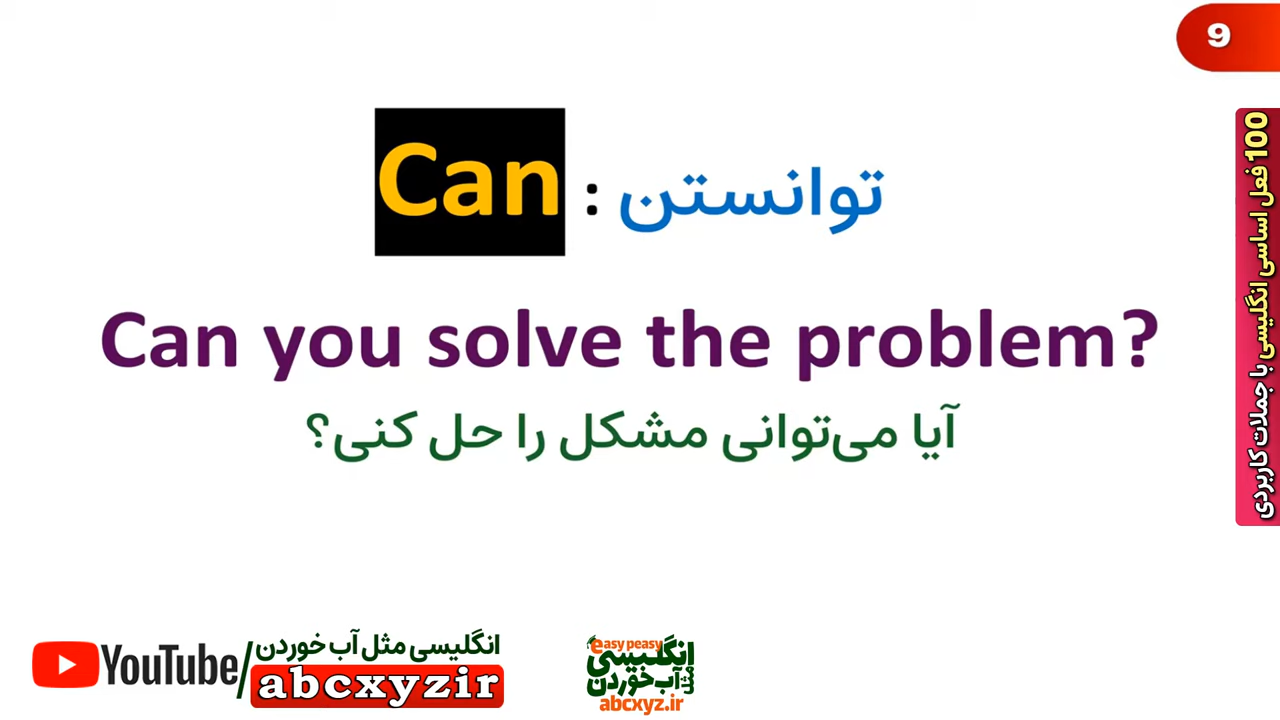 9
Can : توانستن
Can you solve the problem?
آیا می‌توانی مشکل را حل کنی؟
100 فعل اساسی انگلیسی با جملات کاربردی
YouTube/
انگلیسی مثل آب خوردن
abcxyzir
easy peasy
انگلیسی
مثل آب خوردن
abcxyz.ir